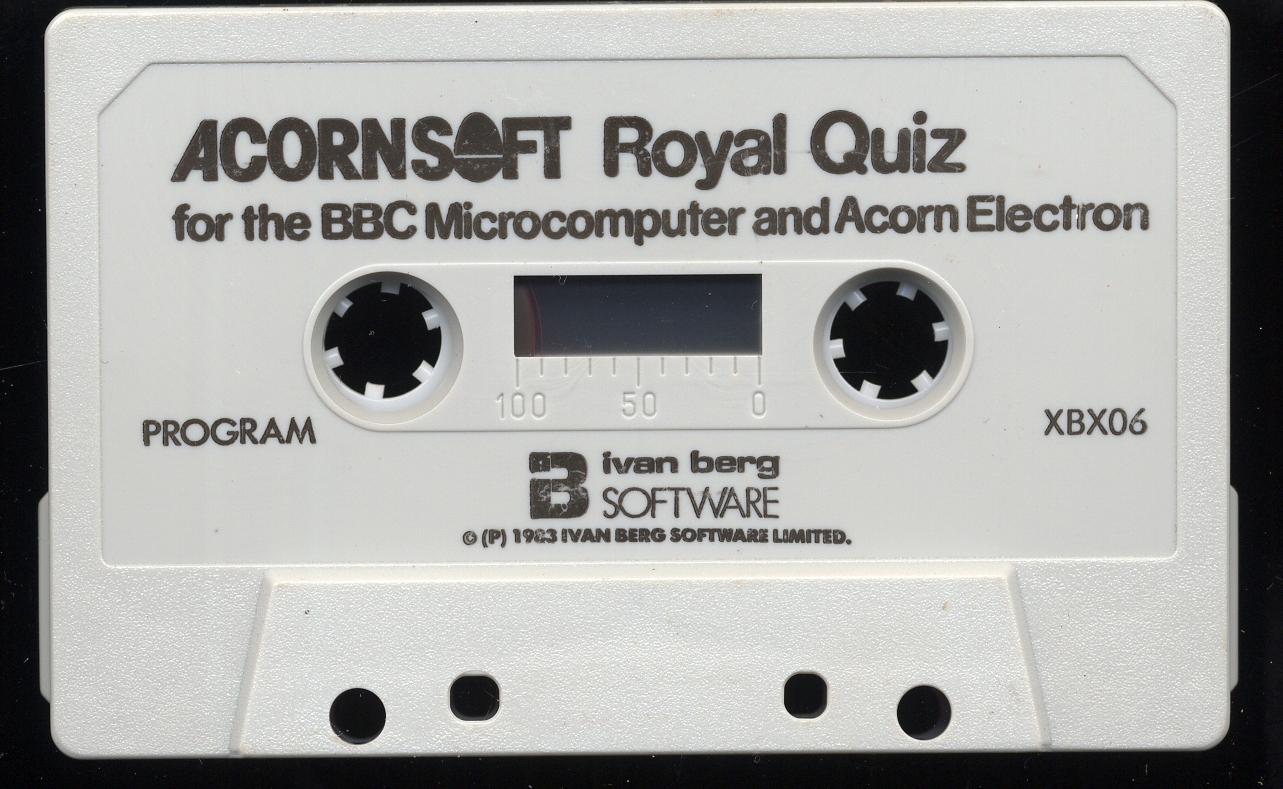 ACORNSOFT Royal Quiz
for the BBC Microcomputer and Acorn Electron
100 50 0
PROGRAM
XBX06
B ivan berg
SOFTWARE
© (P) 1983 IVAN BERG SOFTWARE LIMITED.